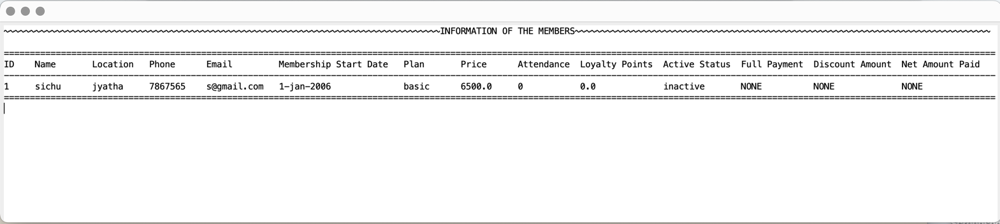 ~~~~~~~~~~~~~~~~~~~~~~~~~~~~~~~~~~~~~~~~~~~~~~~~~~~~~~~~~~~~~~~~~~~~~~~~~~~~~~~~~~~~INFORMATION OF THE MEMBERS~~~~~~~~~~~~~~~~~~~~~~~~~~~~~~~~~~~~~~~~~~~~~~~~~~~~~~~~~~~~~~~~~~~~~~~~~~~~~~~~
===============================================================================================================================================================================================
ID    Name       Location   Phone      Email         Membership Start Date   Plan       Price      Attendance  Loyalty Points  Active Status  Full Payment  Discount Amount  Net Amount Paid
-----------------------------------------------------------------------------------------------------------------------------------------------------------------------------------------------
1     sichu      jyatha     7867565    s@gmail.com   1-jan-2006              basic      6500.0     0           0.0             inactive       NONE          NONE             NONE
===============================================================================================================================================================================================